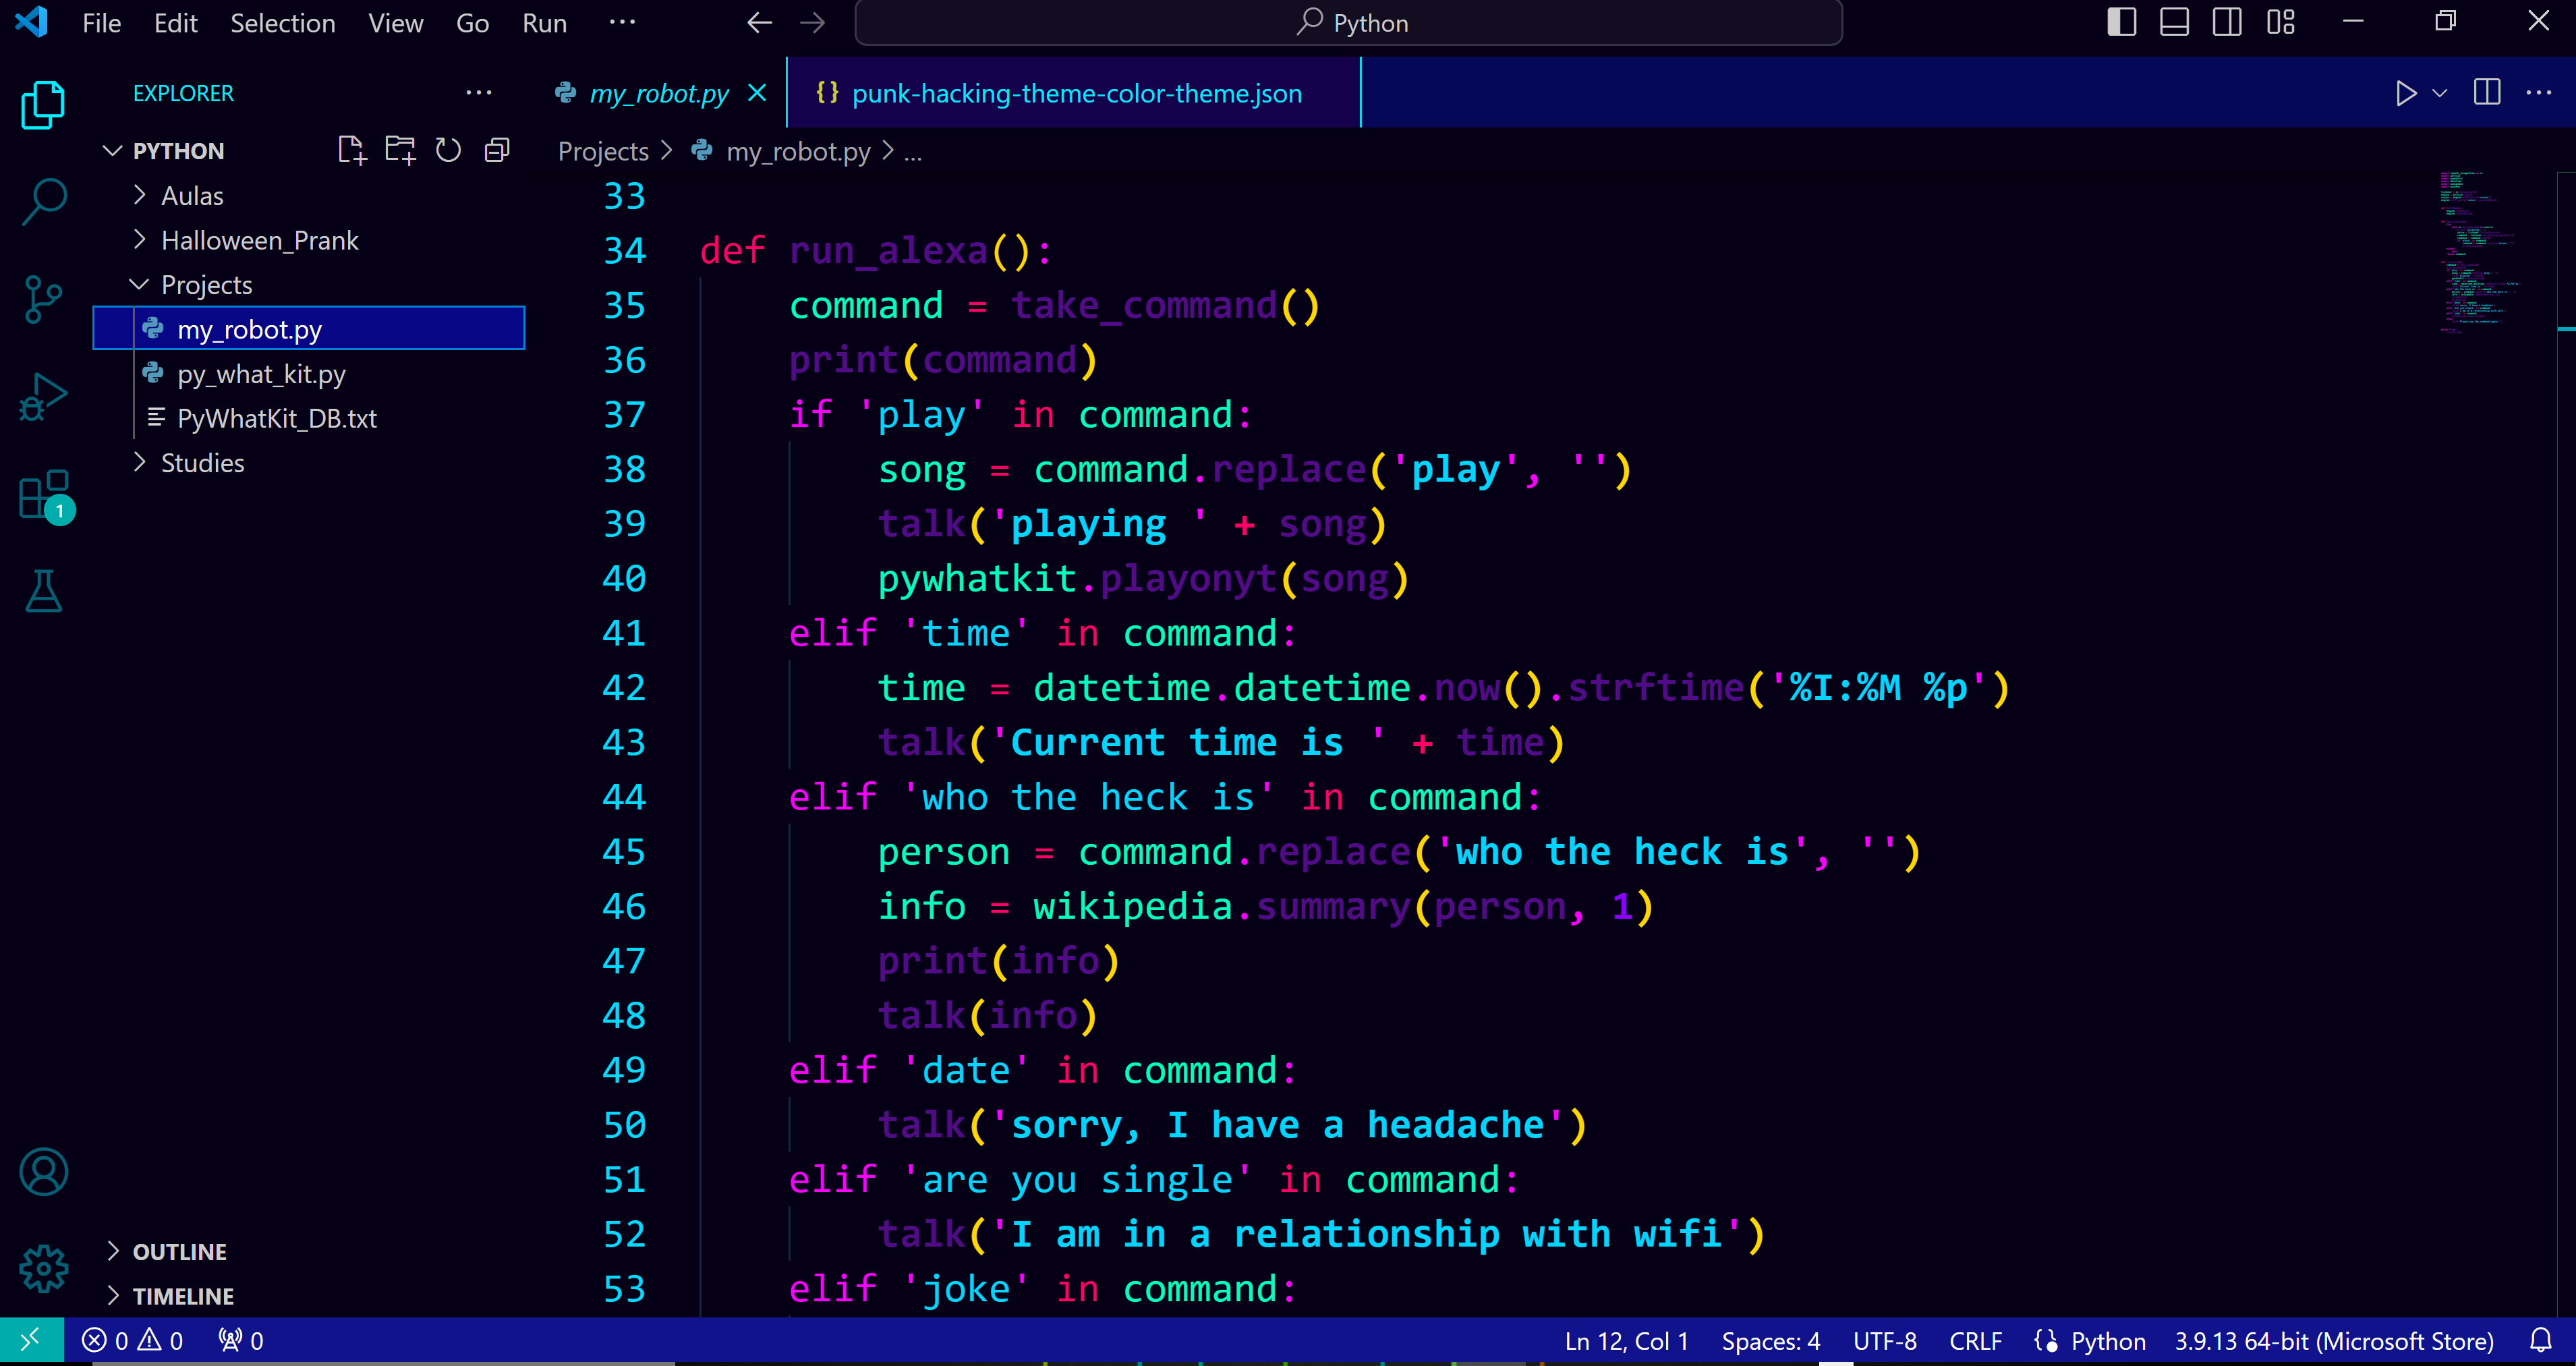 File Edit Selection View Go Run ··· Python
EXPLORER ···
PYTHON
Aulas
Halloween_Prank
Projects
my_robot.py
py_what_kit.py
PyWhatKit_DB.txt
Studies
1
OUTLINE
TIMELINE
my_robot.py {} punk-hacking-theme-color-theme.json
Projects > my_robot.py > ...
33
34 def run_alexa():
35     command = take_command()
36     print(command)
37     if 'play' in command:
38         song = command.replace('play', '')
39         talk('playing ' + song)
40         pywhatkit.playonyt(song)
41     elif 'time' in command:
42         time = datetime.datetime.now().strftime('%I:%M %p')
43         talk('Current time is ' + time)
44     elif 'who the heck is' in command:
45         person = command.replace('who the heck is', '')
46         info = wikipedia.summary(person, 1)
47         print(info)
48         talk(info)
49     elif 'date' in command:
50         talk('sorry, I have a headache')
51     elif 'are you single' in command:
52         talk('I am in a relationship with wifi')
53     elif 'joke' in command:
0 0 0 Ln 12, Col 1 Spaces: 4 UTF-8 CRLF Python 3.9.13 64-bit (Microsoft Store)